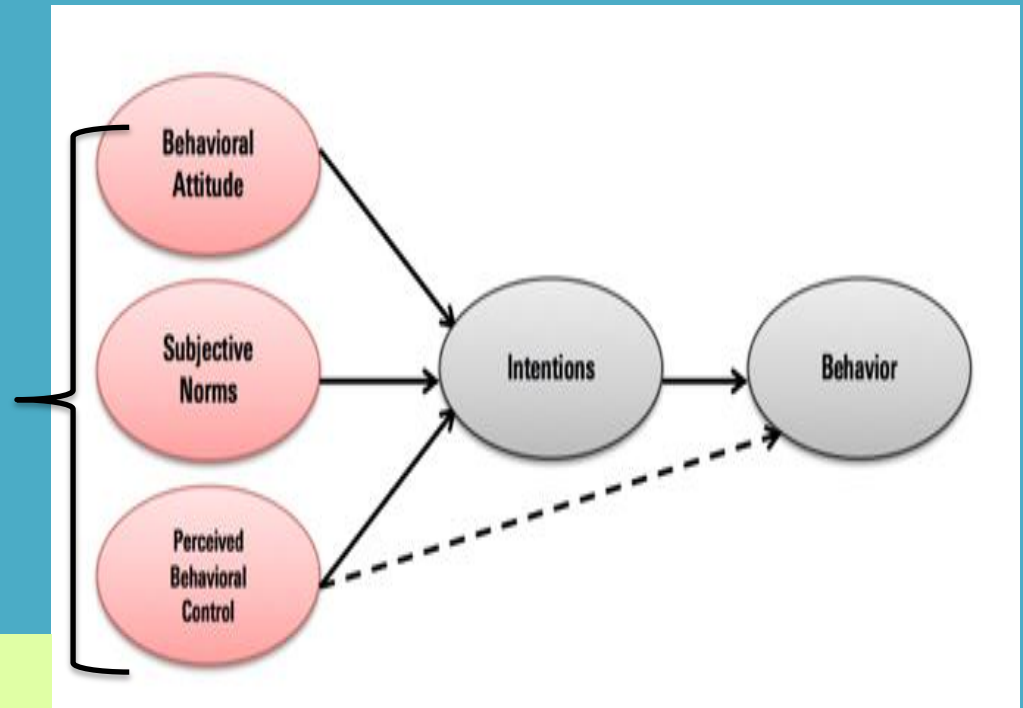 Behavioral
Attitude
Subjective
Norms
Intentions
Behavior
Perceived
Behavioral
Control